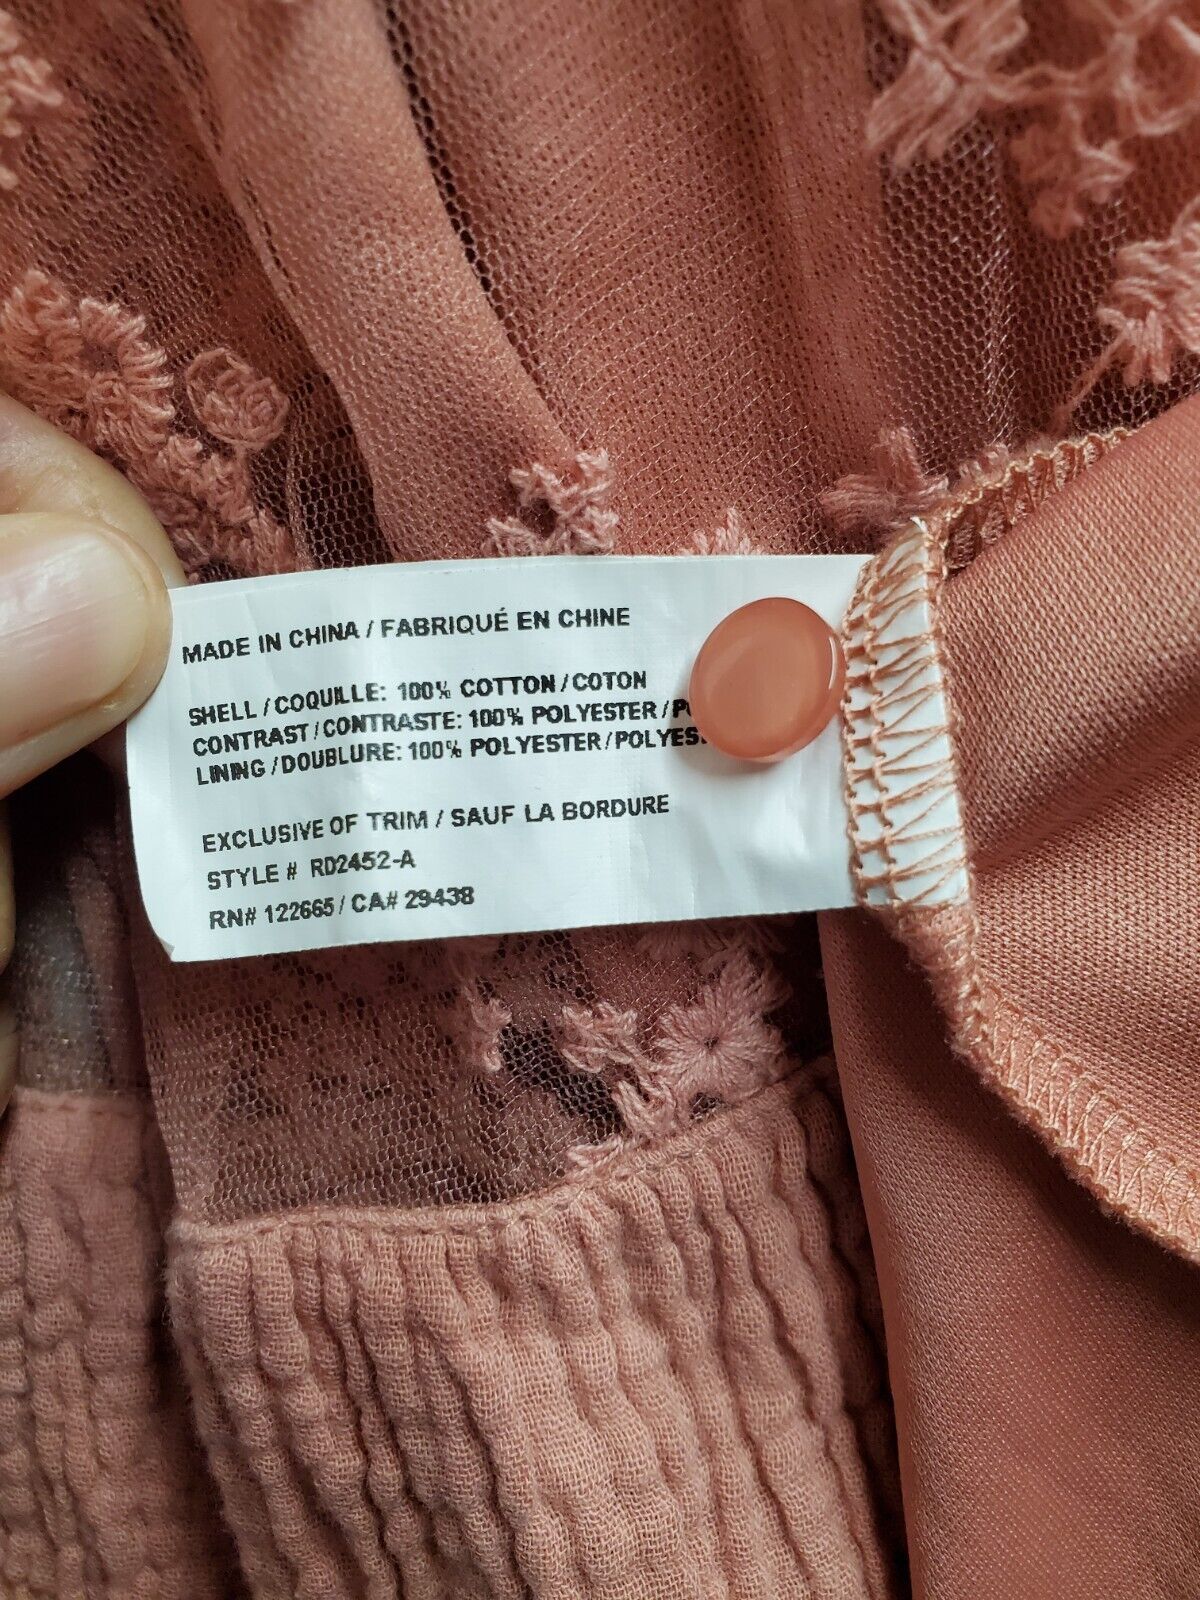 MADE IN CHINA / FABRIQUÉ EN CHINE
SHELL / COQUILLE: 100% COTTON / COTON
CONTRAST / CONTRASTE: 100% POLYESTER /
LINING / DOUBLURE: 100% POLYESTER /
EXCLUSIVE OF TRIM / SAUF LA BORDURE
STYLE # RD2452-A
RN# 122665 / CA# 29438